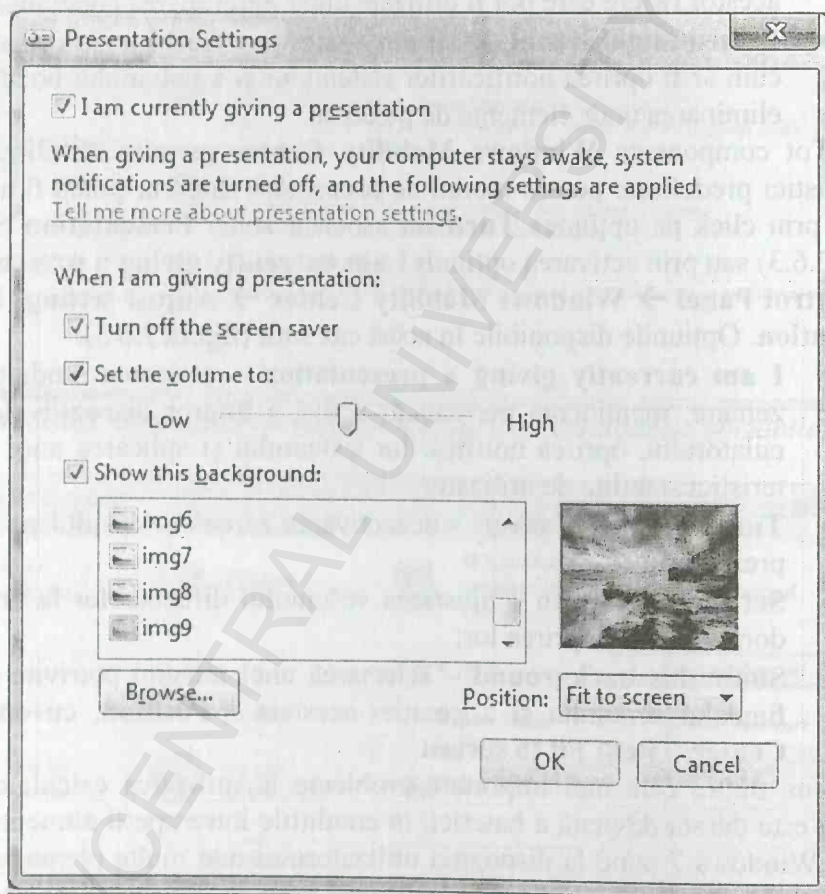 Presentation Settings
I am currently giving a presentation
When giving a presentation, your computer stays awake, system
notifications are turned off, and the following settings are applied.
Tell me more about presentation settings.
When I am giving a presentation:
Turn off the screen saver
Set the volume to:
Low High
Show this background:
img6
img7
img8
img9
Browse...
Position: Fit to screen
OK Cancel
CENTRAL UNIVERSITY